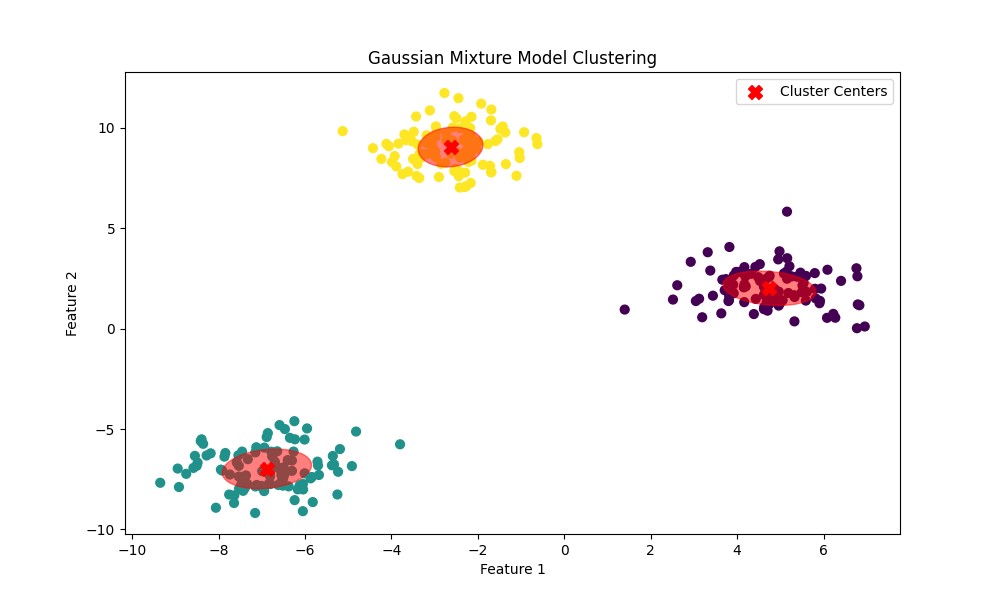 Gaussian Mixture Model Clustering
Cluster Centers
10
5
0
−5
−10
Feature 2
−10 −8 −6 −4 −2 0 2 4 6
Feature 1